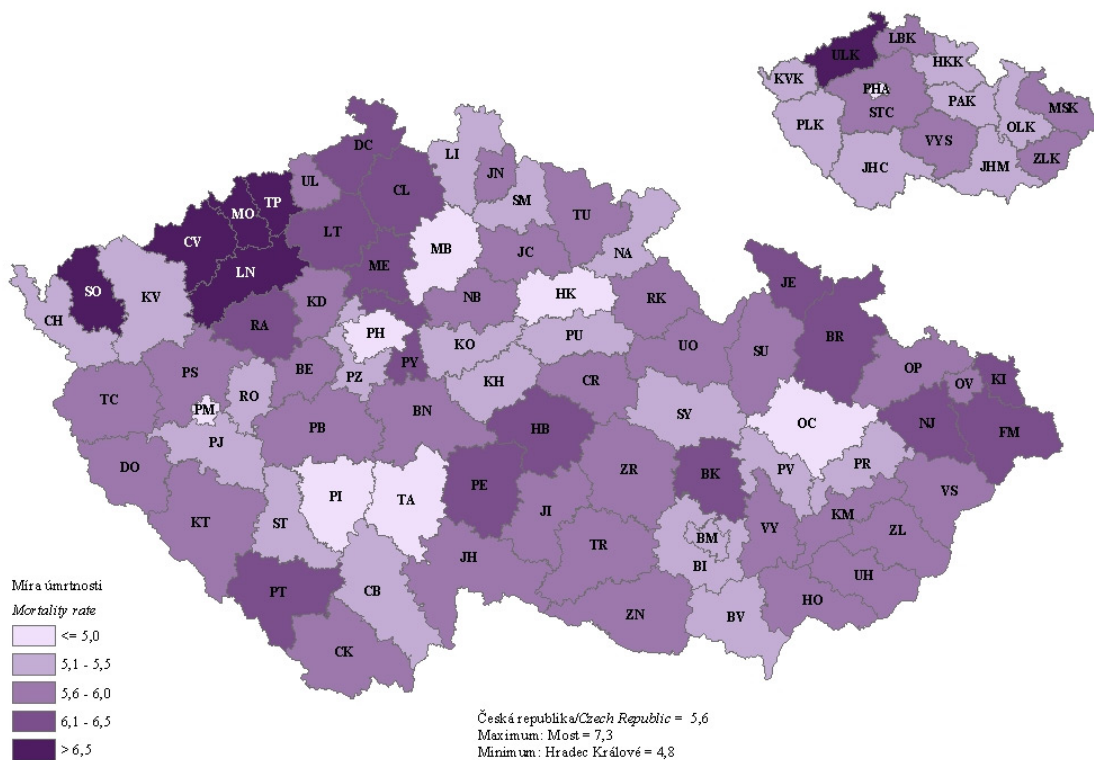 LBK
ULK
HKK
KVK
PHA
PAK
MSK
STC
OLK
PLK
VYS
ZLK
JHC
JHM
DC
LI
JN
UL
CL
TP
MO
SM
TU
CV
LT
MB
JC
NA
LN
ME
SO
KV
KD
NB
HK
RK
JE
CH
RA
PH
KO
PU
BR
PY
UO
SU
PS
BE
PZ
KH
CR
OP
OV
KI
TC
RO
PM
BN
SY
OC
NJ
FM
PB
HB
PJ
DO
ZR
BK
PV
PR
PE
VS
PI
TA
KT
ST
JI
KM
ZL
VY
BM
TR
JH
BI
UH
PT
CB
HO
ZN
BV
CK
Míra úmrtnosti
Mortality rate
<= 5,0
5,1 - 5,5
5,6 - 6,0
6,1 - 6,5
> 6,5
Česká republika/Czech Republic = 5,6
Maximum: Most = 7,3
Minimum: Hradec Králové = 4,8